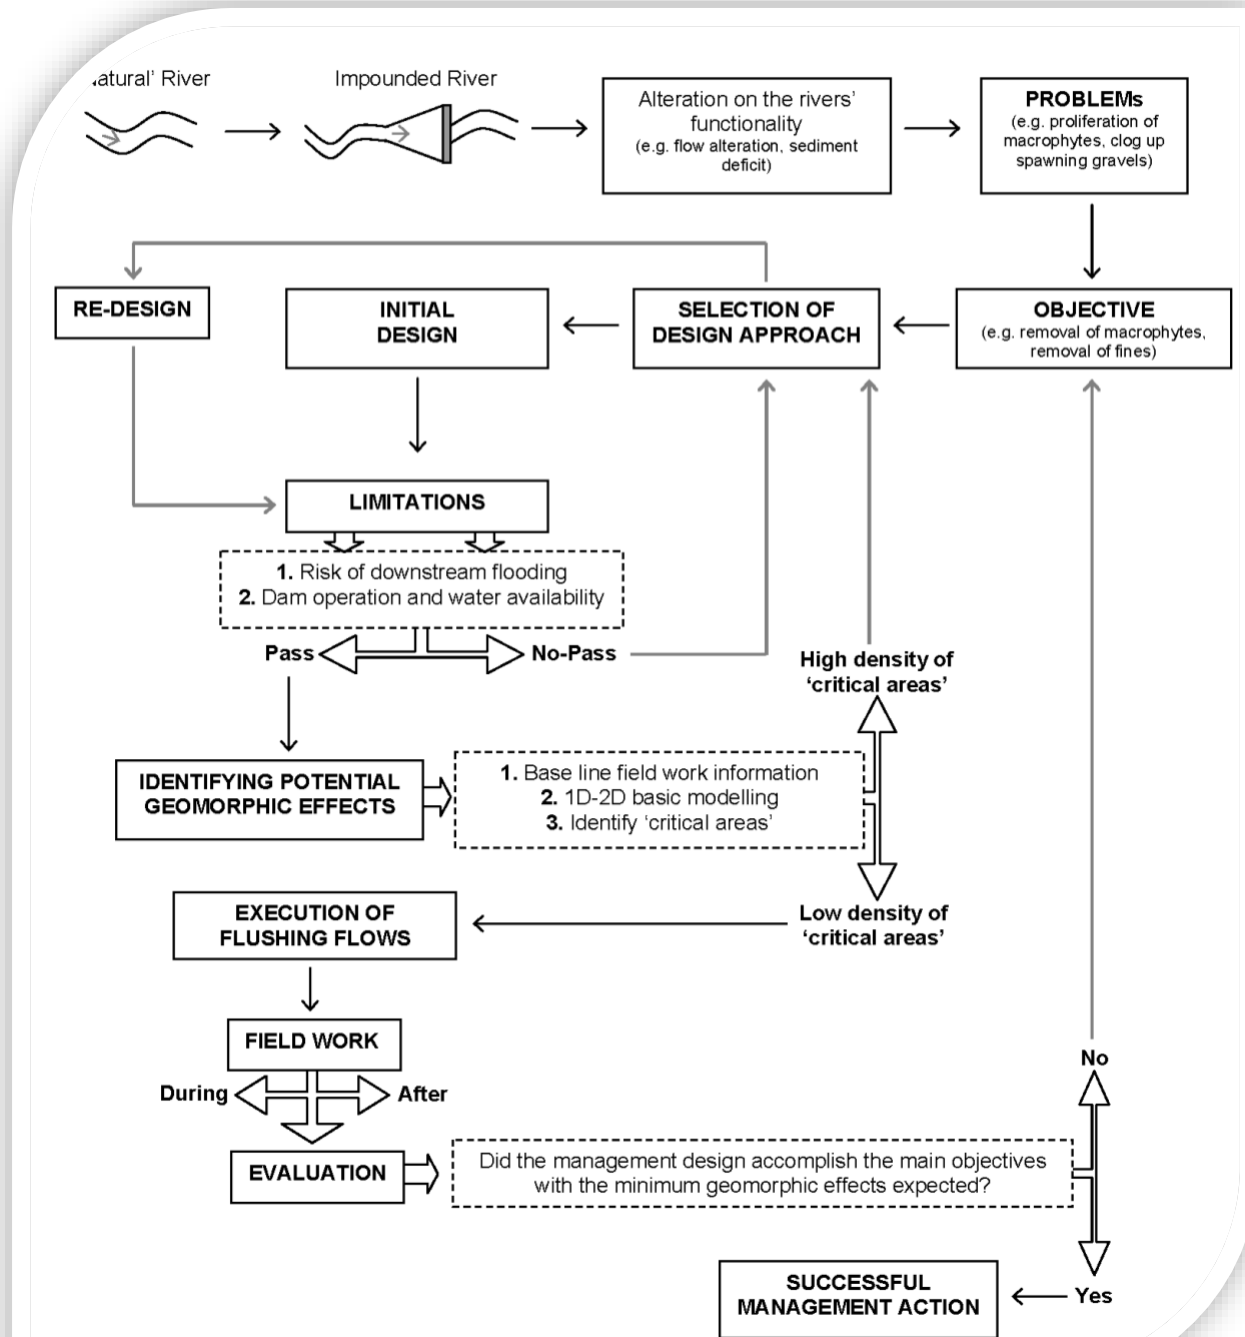 atural’ River
Impounded River
Alteration on the rivers’
functionality
(e.g. flow alteration, sediment
deficit)
PROBLEMs
(e.g. proliferation of
macrophytes, clog up
spawning gravels)
RE-DESIGN
INITIAL
DESIGN
SELECTION OF
DESIGN APPROACH
OBJECTIVE
(e.g. removal of macrophytes,
removal of fines)
LIMITATIONS
1. Risk of downstream flooding
2. Dam operation and water availability
Pass
No-Pass
High density of
‘critical areas’
IDENTIFYING POTENTIAL
GEOMORPHIC EFFECTS
1. Base line field work information
2. 1D-2D basic modelling
3. Identify ‘critical areas’
EXECUTION OF
FLUSHING FLOWS
Low density of
‘critical areas’
FIELD WORK
During
After
No
EVALUATION
Did the management design accomplish the main objectives
with the minimum geomorphic effects expected?
SUCCESSFUL
MANAGEMENT ACTION
Yes